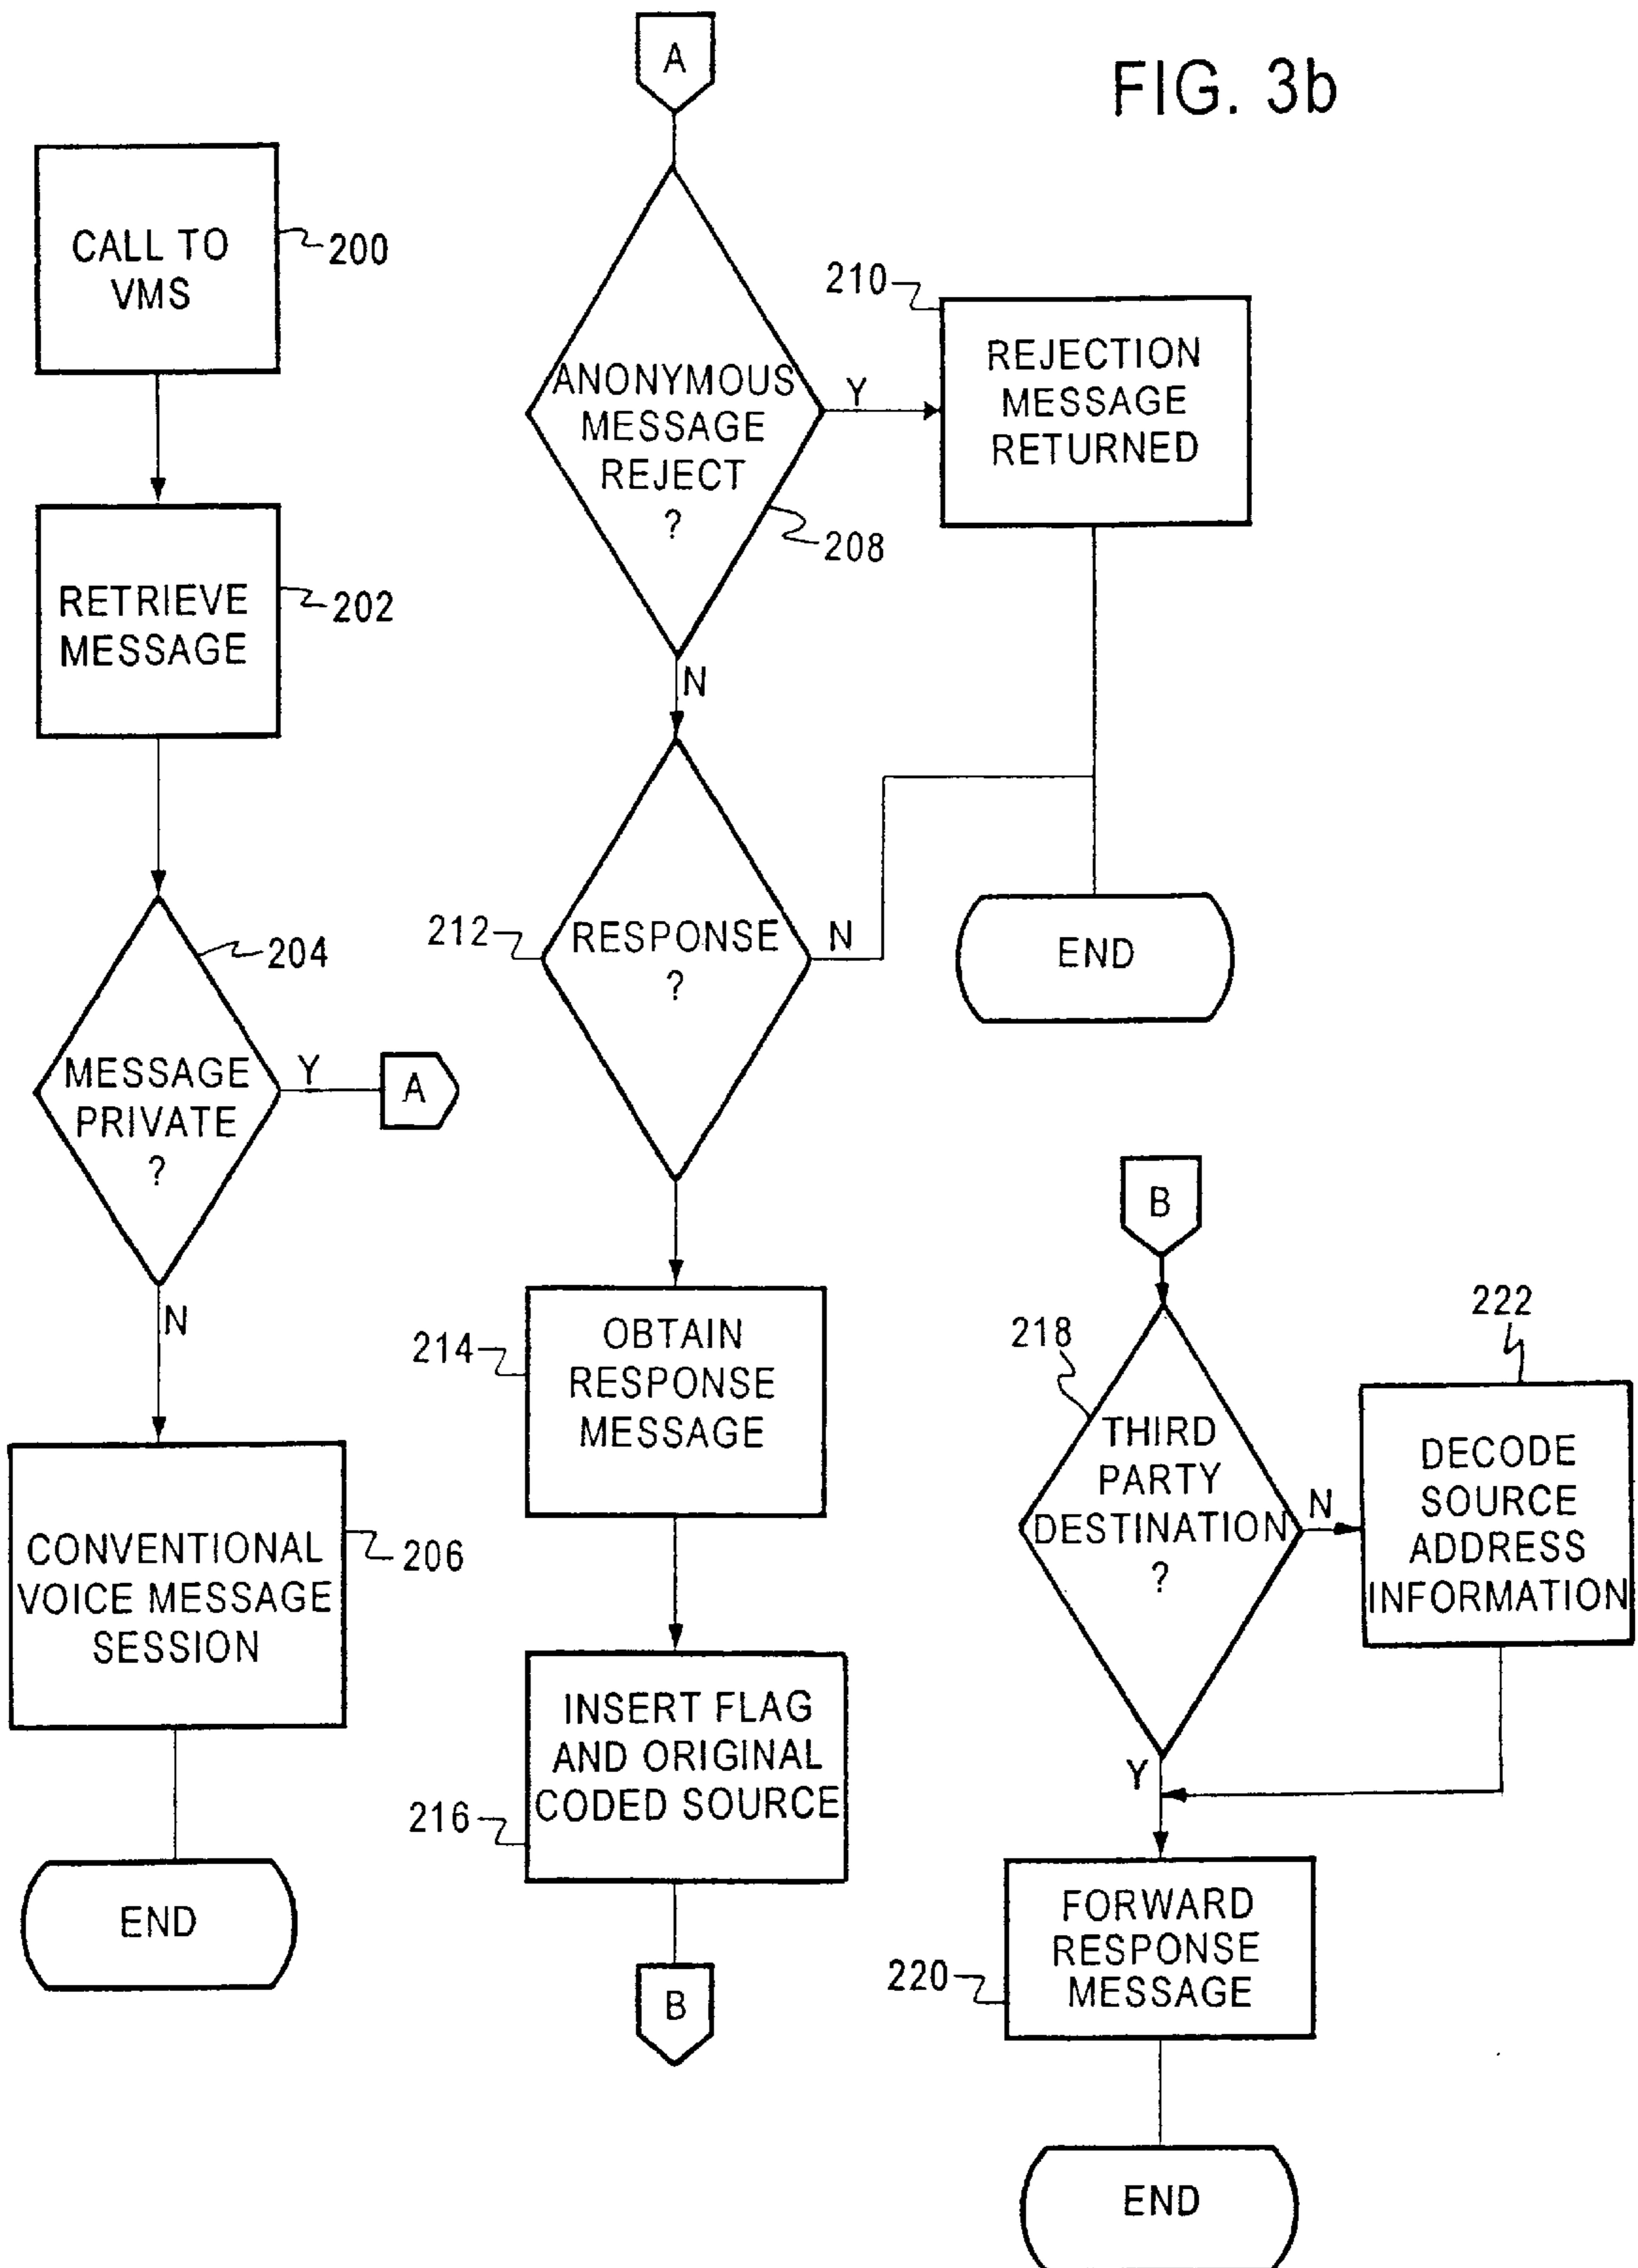 FIG. 3b
CALL TO
VMS
200
RETRIEVE
MESSAGE
202
204
MESSAGE
PRIVATE
?
Y
A
N
CONVENTIONAL
VOICE MESSAGE
SESSION
206
END
A
ANONYMOUS
MESSAGE
REJECT
?
208
Y
210
REJECTION
MESSAGE
RETURNED
N
212
RESPONSE
?
N
END
214
OBTAIN
RESPONSE
MESSAGE
INSERT FLAG
AND ORIGINAL
CODED SOURCE
216
B
B
218
THIRD
PARTY
DESTINATION
?
N
222
DECODE
SOURCE
ADDRESS
INFORMATION
Y
FORWARD
RESPONSE
MESSAGE
220
END